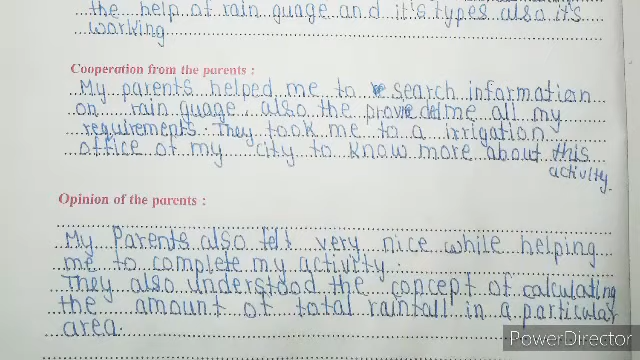 the help of rain guage and it's types also it's
working
Cooperation from the parents :
My parents helped me to search information
on rain guage. also the provide me all my
requirements. They took me to a irrigation
office of my city to know more about this
activity.
Opinion of the parents :
My Parents also felt very nice while helping
me to complete my activity.
They also understood the concept of calculating
the amount of total rainfall in a particular
area.
PowerDirector